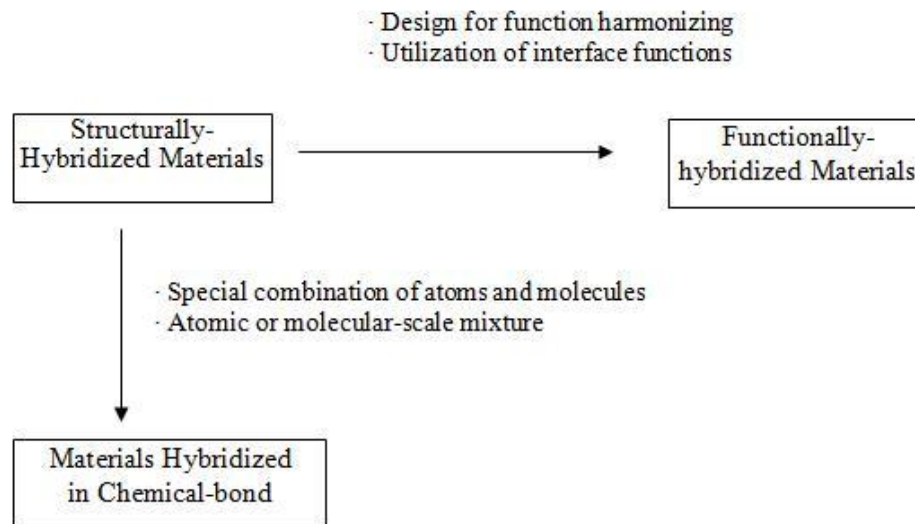 · Design for function harmonizing
· Utilization of interface functions
Structurally-
Hybridized Materials
Functionally-
hybridized Materials
· Special combination of atoms and molecules
· Atomic or molecular-scale mixture
Materials Hybridized
in Chemical-bond